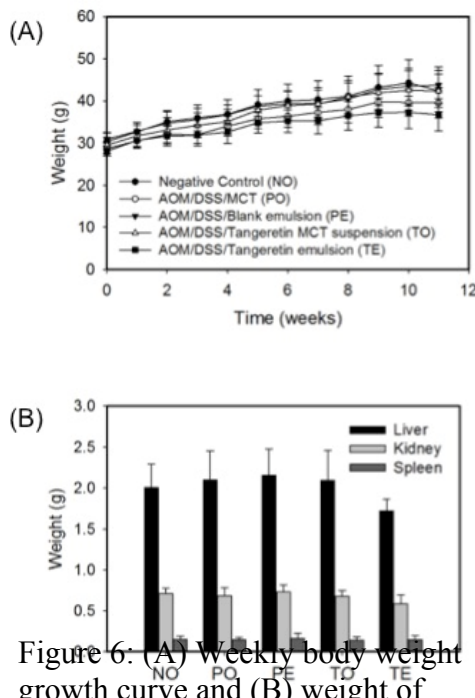 (A)
60
50
40
30
20
10
0
Weight (g)
Negative Control (NO)
AOM/DSS/MCT (PO)
AOM/DSS/Blank emulsion (PE)
AOM/DSS/Tangeretin MCT suspension (TO)
AOM/DSS/Tangeretin emulsion (TE)
0 2 4 6 8 10 12
Time (weeks)
(B)
3.0
2.5
2.0
1.5
1.0
0.5
0.0
Weight (g)
Liver
Kidney
Spleen
NO PO PE TO TE
Figure 6: (A) Weekly body weight
growth curve and (B) weight of